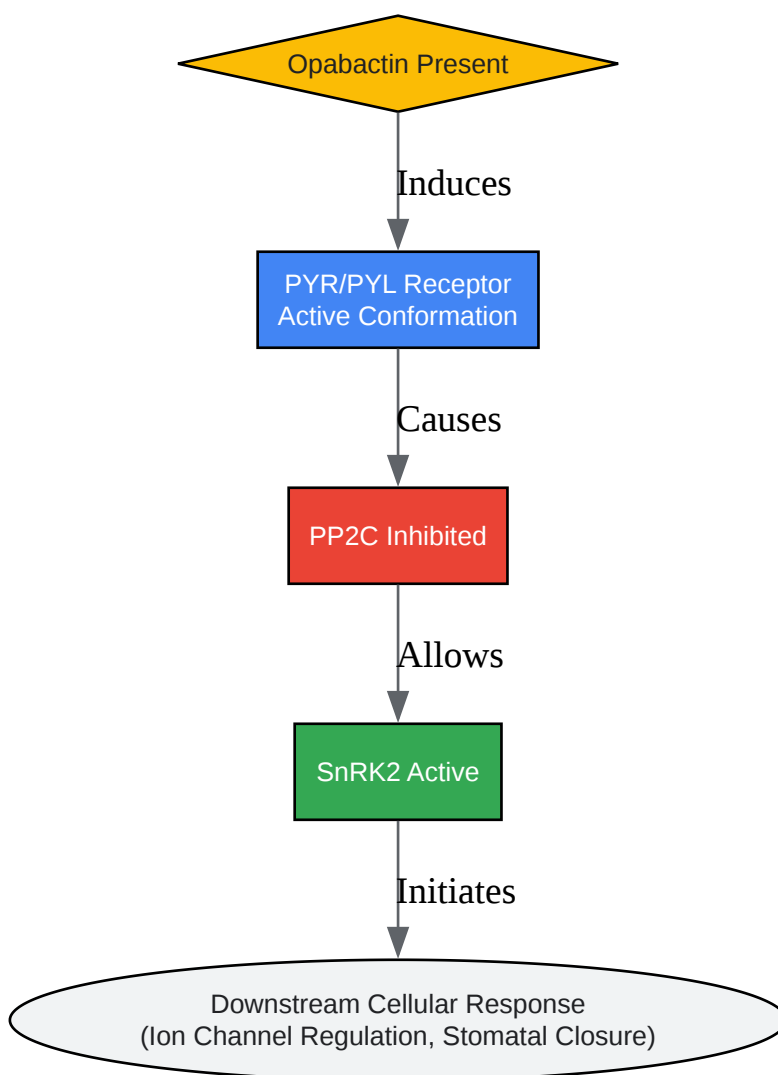 Opabactin Present
Induces
PYR/PYL Receptor
Active Conformation
Causes
PP2C Inhibited
Allows
SnRK2 Active
Initiates
Downstream Cellular Response
(Ion Channel Regulation, Stomatal Closure)